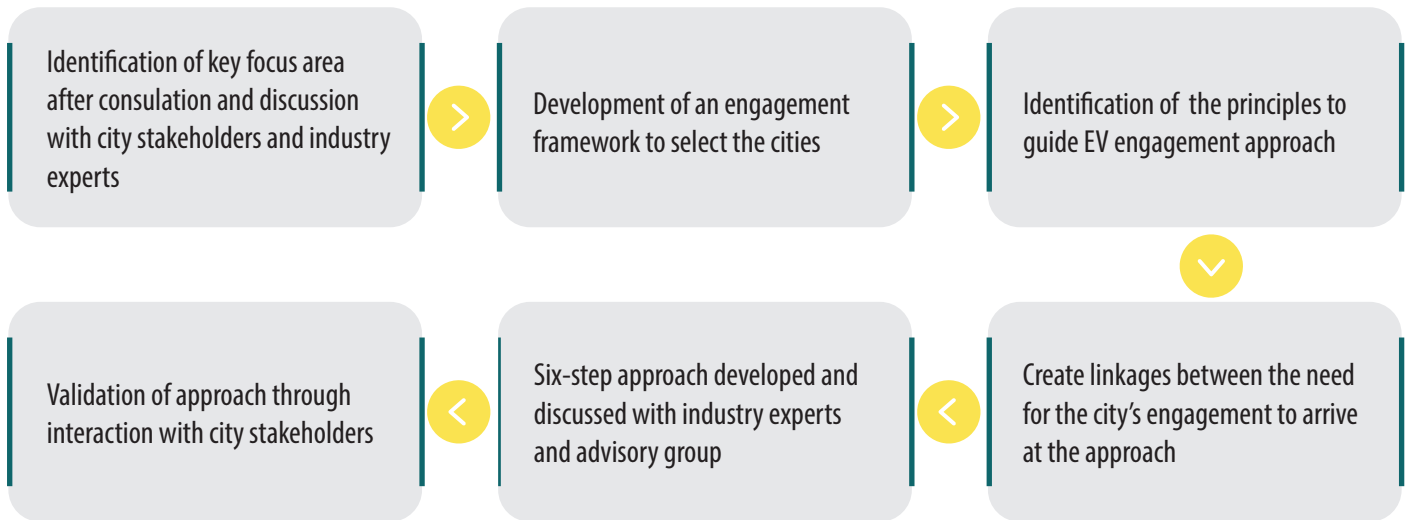 Identification of key focus area
after consulation and discussion
with city stakeholders and industry
experts
Development of an engagement
framework to select the cities
Identification of the principles to
guide EV engagement approach
Create linkages between the need
for the city's engagement to arrive
at the approach
Six-step approach developed and
discussed with industry experts
and advisory group
Validation of approach through
interaction with city stakeholders